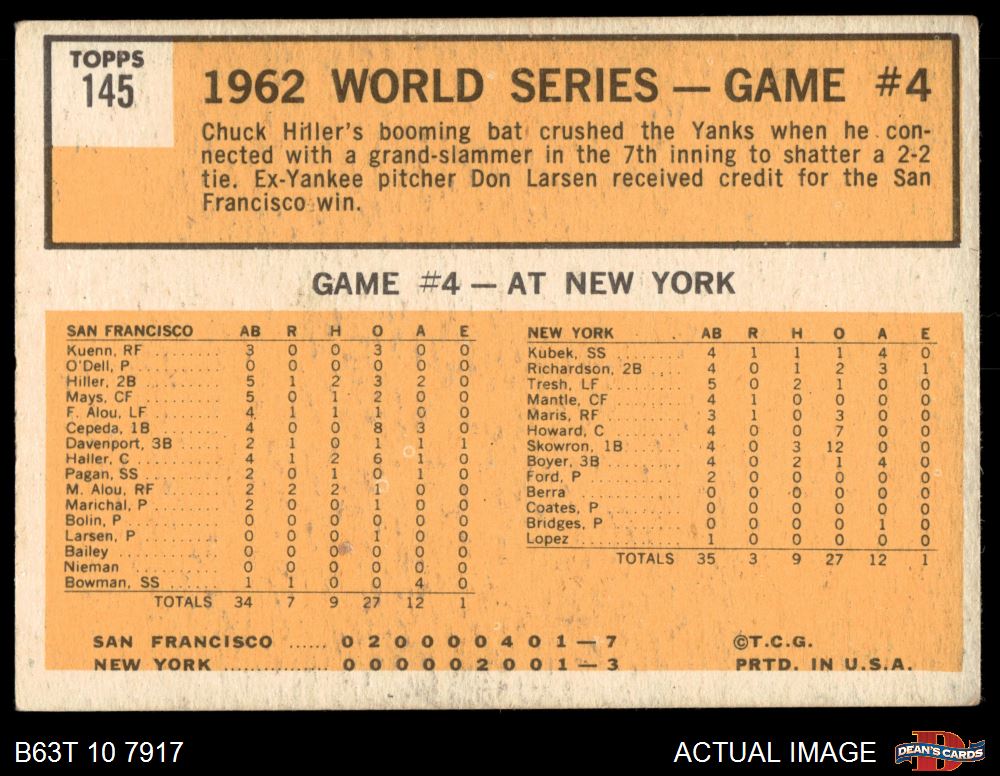 TOPPS
145
1962 WORLD SERIES — GAME #4
Chuck Hiller's booming bat crushed the Yanks when he con-
nected with a grand-slammer in the 7th inning to shatter a 2-2
tie. Ex-Yankee pitcher Don Larsen received credit for the San
Francisco win.
GAME #4 — AT NEW YORK
SAN FRANCISCO AB R H O A E
Kuenn, RF ........ 3 0 0 3 0 0
O'Dell, P ........ 0 0 0 0 0 0
Hiller, 2B ........ 5 1 2 3 2 0
Mays, CF ........ 5 0 1 2 0 0
F. Alou, LF ........ 4 1 1 1 0 0
Cepeda, 1B ........ 4 0 0 8 3 0
Davenport, 3B ........ 2 1 0 1 1 1
Haller, C ........ 4 1 2 6 1 0
Pagan, SS ........ 2 0 1 0 1 0
M. Alou, RF ........ 2 2 2 1 0 0
Marichal, P ........ 2 0 0 1 0 0
Bolin, P ........ 0 0 0 0 0 0
Larsen, P ........ 0 0 0 1 0 0
Bailey ........ 0 0 0 0 0 0
Nieman ........ 0 0 0 0 0 0
Bowman, SS ........ 1 1 0 0 4 0
TOTALS 34 7 9 27 12 1
NEW YORK AB R H O A E
Kubek, SS ........ 4 1 1 1 4 0
Richardson, 2B ........ 4 0 1 2 3 1
Tresh, LF ........ 5 0 2 1 0 0
Mantle, CF ........ 4 1 0 0 0 0
Maris, RF ........ 3 1 0 3 0 0
Howard, C ........ 4 0 0 7 0 0
Skowron, 1B ........ 4 0 3 12 0 0
Boyer, 3B ........ 4 0 2 1 4 0
Ford, P ........ 2 0 0 0 0 0
Berra ........ 0 0 0 0 0 0
Coates, P ........ 0 0 0 0 0 0
Bridges, P ........ 0 0 0 0 1 0
Lopez ........ 1 0 0 0 0 0
TOTALS 35 3 9 27 12 1
SAN FRANCISCO ...... 0 2 0 0 0 0 4 0 1 — 7
NEW YORK ............ 0 0 0 0 0 2 0 0 1 — 3
©T.C.G.
PRTD. IN U.S.A.
B63T 10 7917
ACTUAL IMAGE
D
DEAN'S CARDS